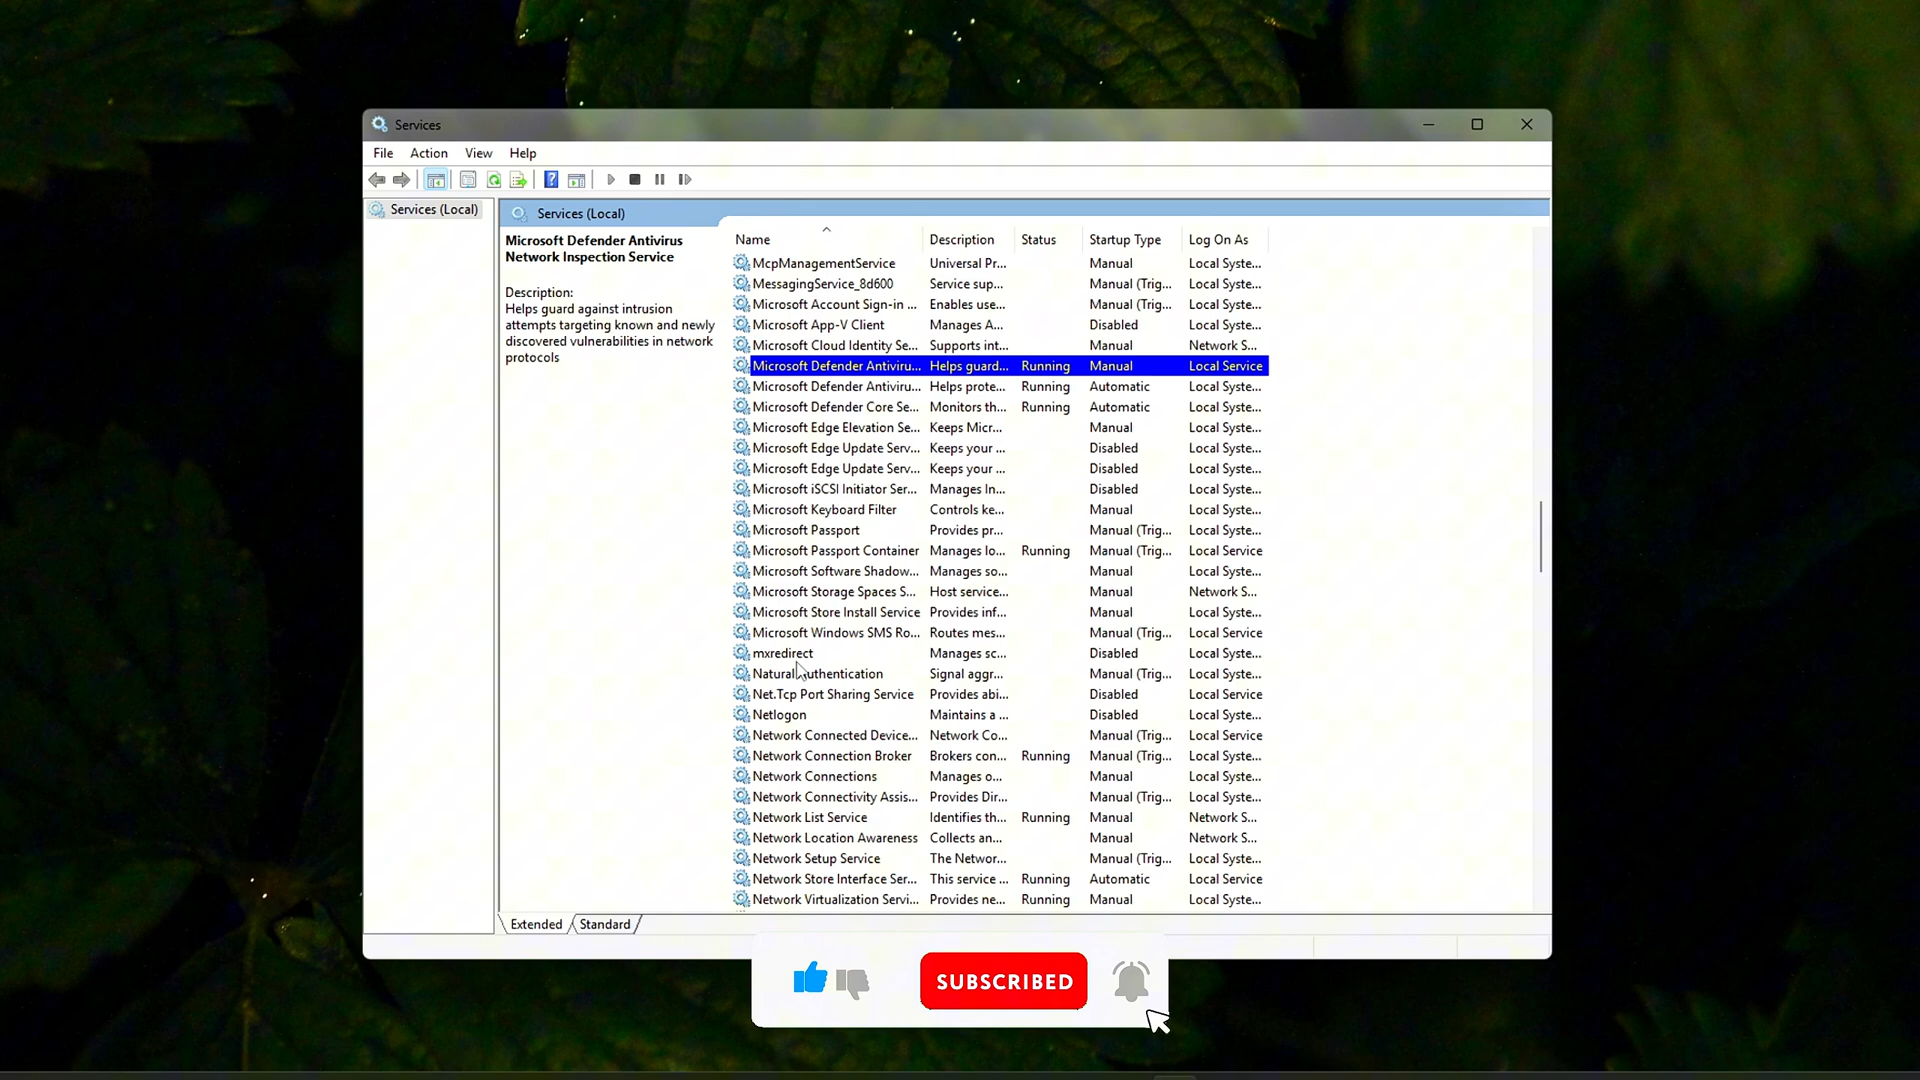 Services
File Action View Help
Services (Local)
Services (Local)
Microsoft Defender Antivirus
Network Inspection Service
Description:
Helps guard against intrusion
attempts targeting known and newly
discovered vulnerabilities in network
protocols
Name Description Status Startup Type Log On As
McpManagementService Universal Pr... Manual Local Syste...
MessagingService_8d600 Service sup... Manual (Trig... Local Syste...
Microsoft Account Sign-in ... Enables use... Manual (Trig... Local Syste...
Microsoft App-V Client Manages A... Disabled Local Syste...
Microsoft Cloud Identity Se... Supports int... Manual Network S...
Microsoft Defender Antiviru... Helps guard... Running Manual Local Service
Microsoft Defender Antiviru... Helps prote... Running Automatic Local Syste...
Microsoft Defender Core Se... Monitors th... Running Automatic Local Syste...
Microsoft Edge Elevation Se... Keeps Micr... Manual Local Syste...
Microsoft Edge Update Serv... Keeps your ... Disabled Local Syste...
Microsoft Edge Update Serv... Keeps your ... Disabled Local Syste...
Microsoft iSCSI Initiator Ser... Manages In... Disabled Local Syste...
Microsoft Keyboard Filter Controls ke... Manual Local Syste...
Microsoft Passport Provides pr... Manual (Trig... Local Syste...
Microsoft Passport Container Manages lo... Running Manual (Trig... Local Service
Microsoft Software Shadow... Manages so... Manual Local Syste...
Microsoft Storage Spaces S... Host service... Manual Network S...
Microsoft Store Install Service Provides inf... Manual Local Syste...
Microsoft Windows SMS Ro... Routes mes... Manual (Trig... Local Service
mxredirect Manages sc... Disabled Local Syste...
Natural Authentication Signal aggr... Manual (Trig... Local Syste...
Net.Tcp Port Sharing Service Provides abi... Disabled Local Service
Netlogon Maintains a ... Disabled Local Syste...
Network Connected Device... Network Co... Manual (Trig... Local Service
Network Connection Broker Brokers con... Running Manual (Trig... Local Syste...
Network Connections Manages o... Manual Local Syste...
Network Connectivity Assis... Provides Dir... Manual (Trig... Local Syste...
Network List Service Identifies th... Running Manual Network S...
Network Location Awareness Collects an... Manual Network S...
Network Setup Service The Networ... Manual (Trig... Local Syste...
Network Store Interface Ser... This service ... Running Automatic Local Service
Network Virtualization Servi... Provides ne... Running Manual Local Syste...
Extended Standard
SUBSCRIBED